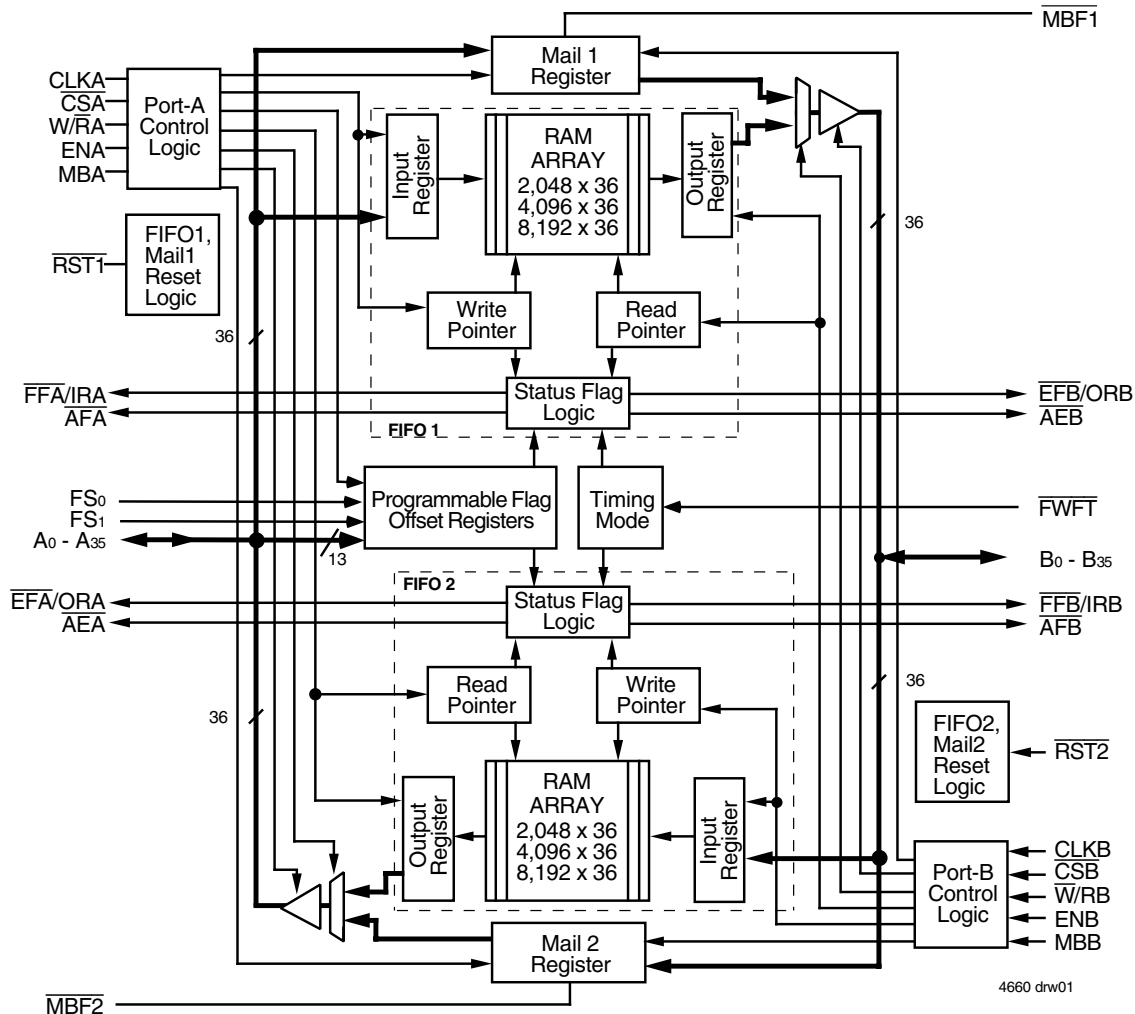 MBF1
Mail 1
Register
CLKA
CSA
W/RA
ENA
MBA
Port-A
Control
Logic
RST1
FIFO1,
Mail1
Reset
Logic
Input
Register
RAM
ARRAY
2,048 x 36
4,096 x 36
8,192 x 36
Output
Register
36
36
Write
Pointer
Read
Pointer
FFA/IRA
AFA
Status Flag
Logic
EFB/ORB
AEB
FIFO 1
FS0
FS1
A0 - A35
Programmable Flag
Offset Registers
13
Timing
Mode
FWFT
B0 - B35
FIFO 2
EFA/ORA
AEA
Status Flag
Logic
FFB/IRB
AFB
Read
Pointer
Write
Pointer
36
36
FIFO2,
Mail2
Reset
Logic
RST2
Output
Register
RAM
ARRAY
2,048 x 36
4,096 x 36
8,192 x 36
Input
Register
Port-B
Control
Logic
CLKB
CSB
W/RB
ENB
MBB
Mail 2
Register
MBF2
4660 drw01